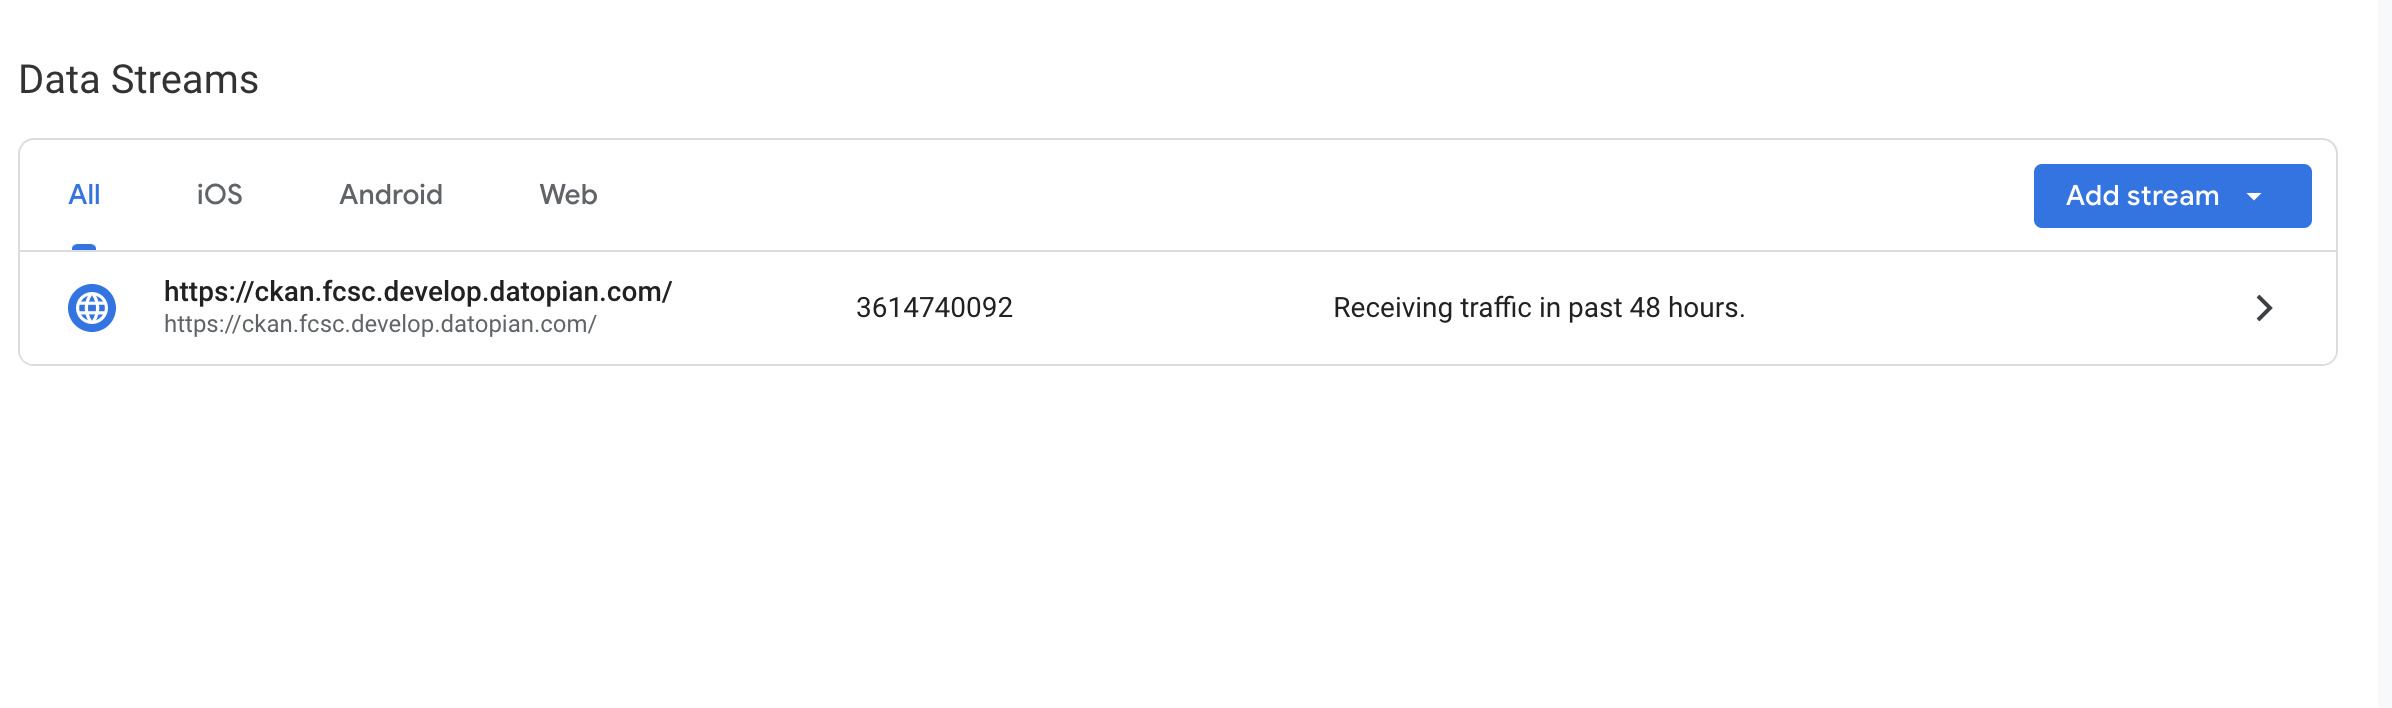 Data Streams
All iOS Android Web Add stream
https://ckan.fcsc.develop.datopian.com/
https://ckan.fcsc.develop.datopian.com/
3614740092
Receiving traffic in past 48 hours.